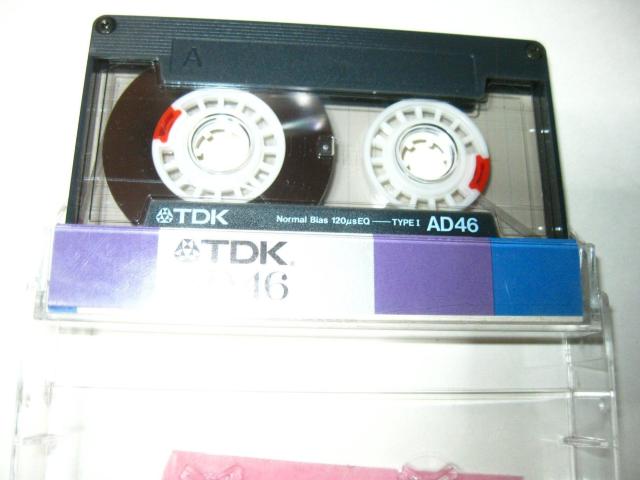 A
TDK Normal Bias 120µsEQ — TYPE I AD46
TDK.
AD46